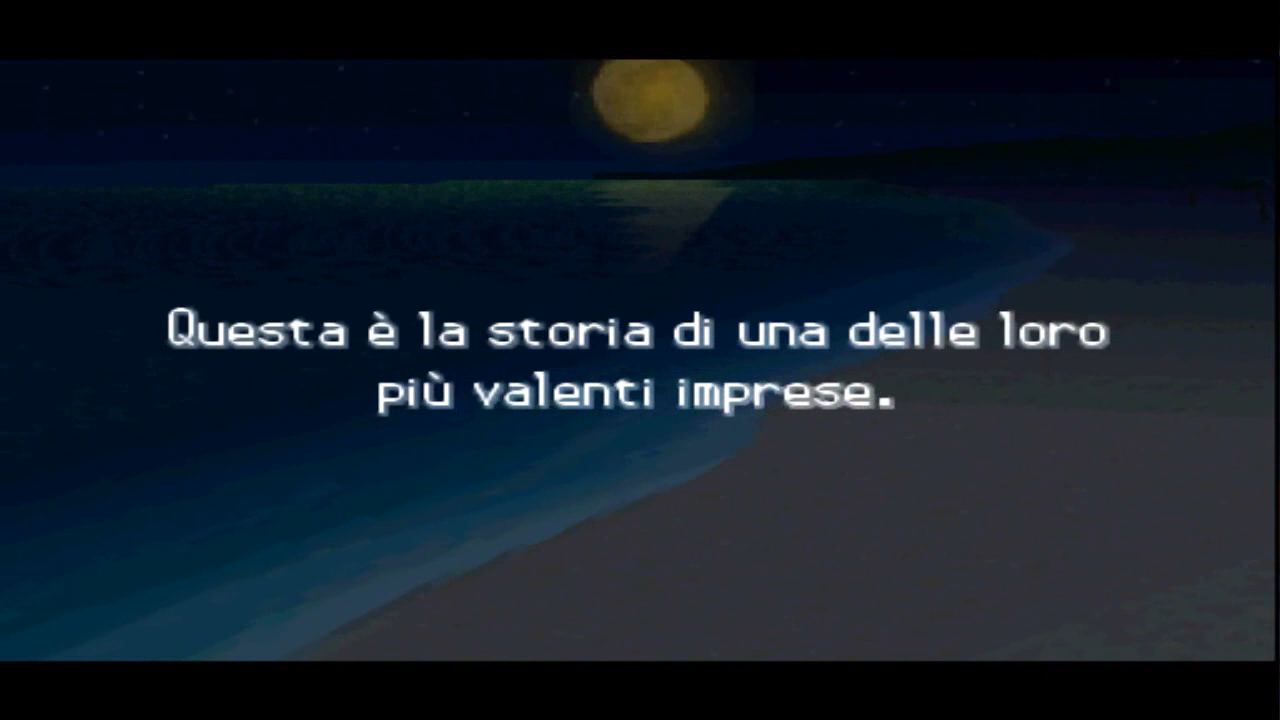 Questa è la storia di una delle loro
più valenti imprese.